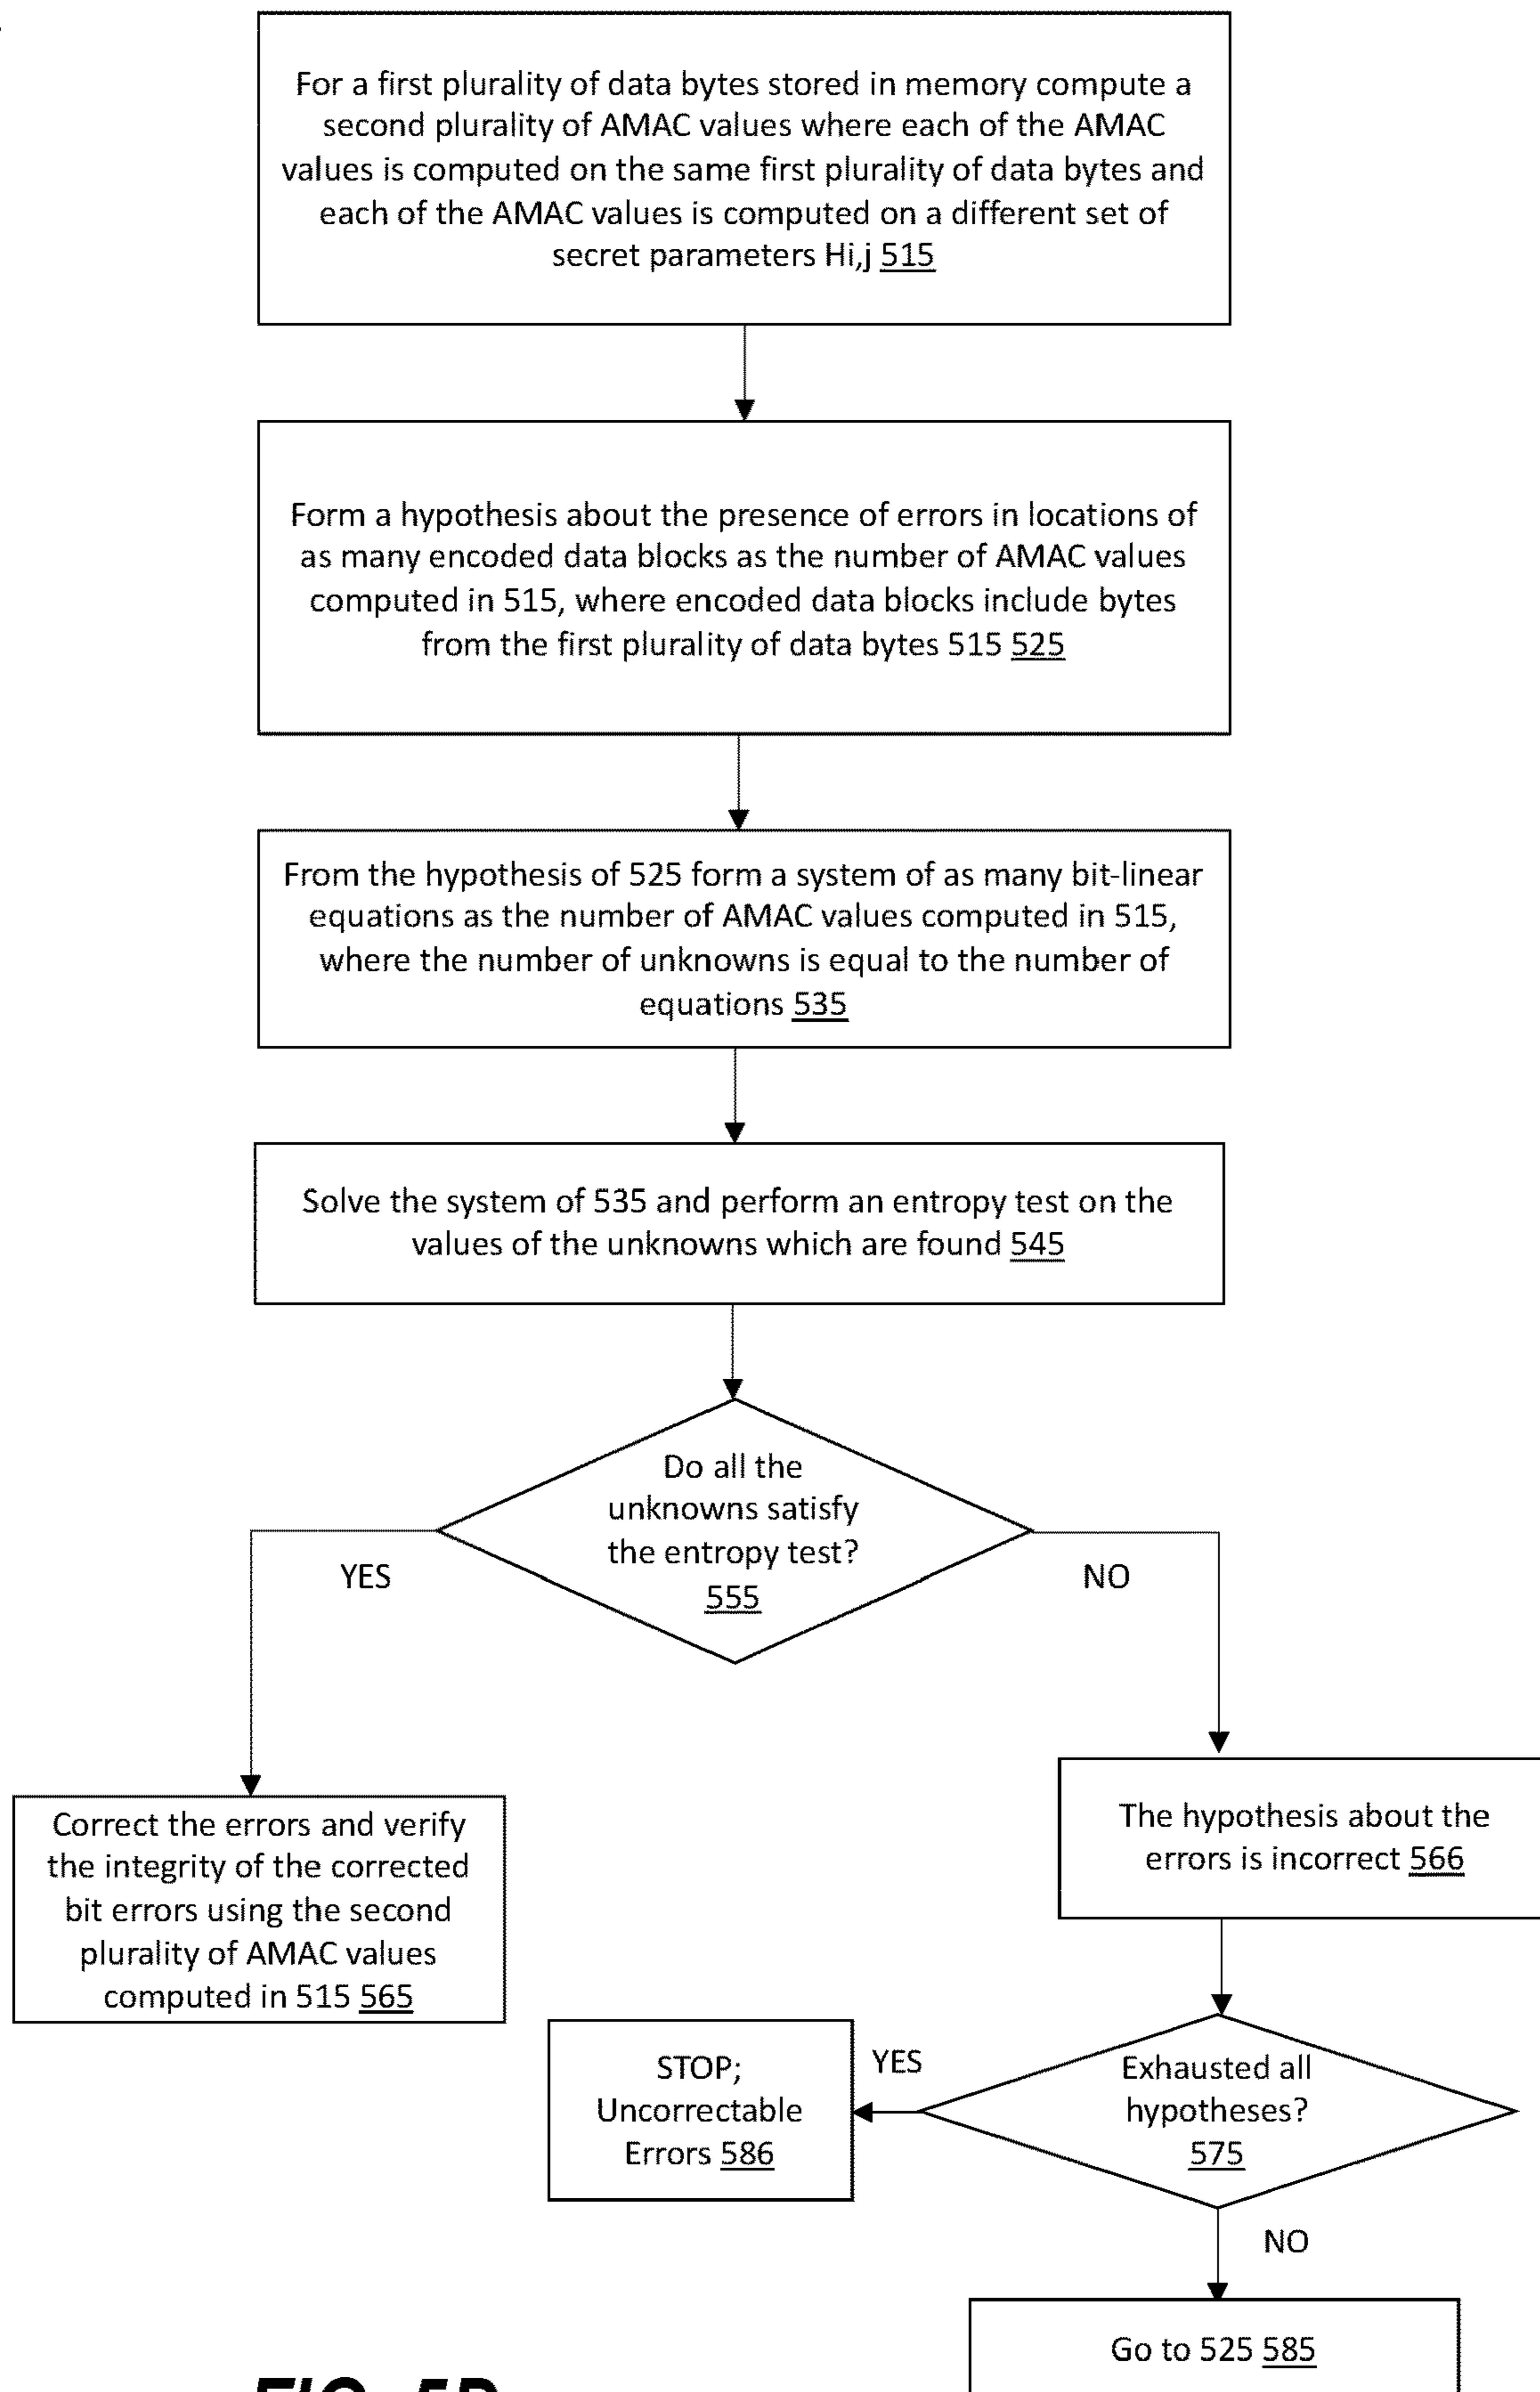 For a first plurality of data bytes stored in memory compute a
second plurality of AMAC values where each of the AMAC
values is computed on the same first plurality of data bytes and
each of the AMAC values is computed on a different set of
secret parameters Hi,j 515
Form a hypothesis about the presence of errors in locations of
as many encoded data blocks as the number of AMAC values
computed in 515, where encoded data blocks include bytes
from the first plurality of data bytes 515 525
From the hypothesis of 525 form a system of as many bit-linear
equations as the number of AMAC values computed in 515,
where the number of unknowns is equal to the number of
equations 535
Solve the system of 535 and perform an entropy test on the
values of the unknowns which are found 545
Do all the
unknowns satisfy
the entropy test?
555
YES
NO
Correct the errors and verify
the integrity of the corrected
bit errors using the second
plurality of AMAC values
computed in 515 565
The hypothesis about the
errors is incorrect 566
Exhausted all
hypotheses?
575
YES
STOP;
Uncorrectable
Errors 586
NO
Go to 525 585